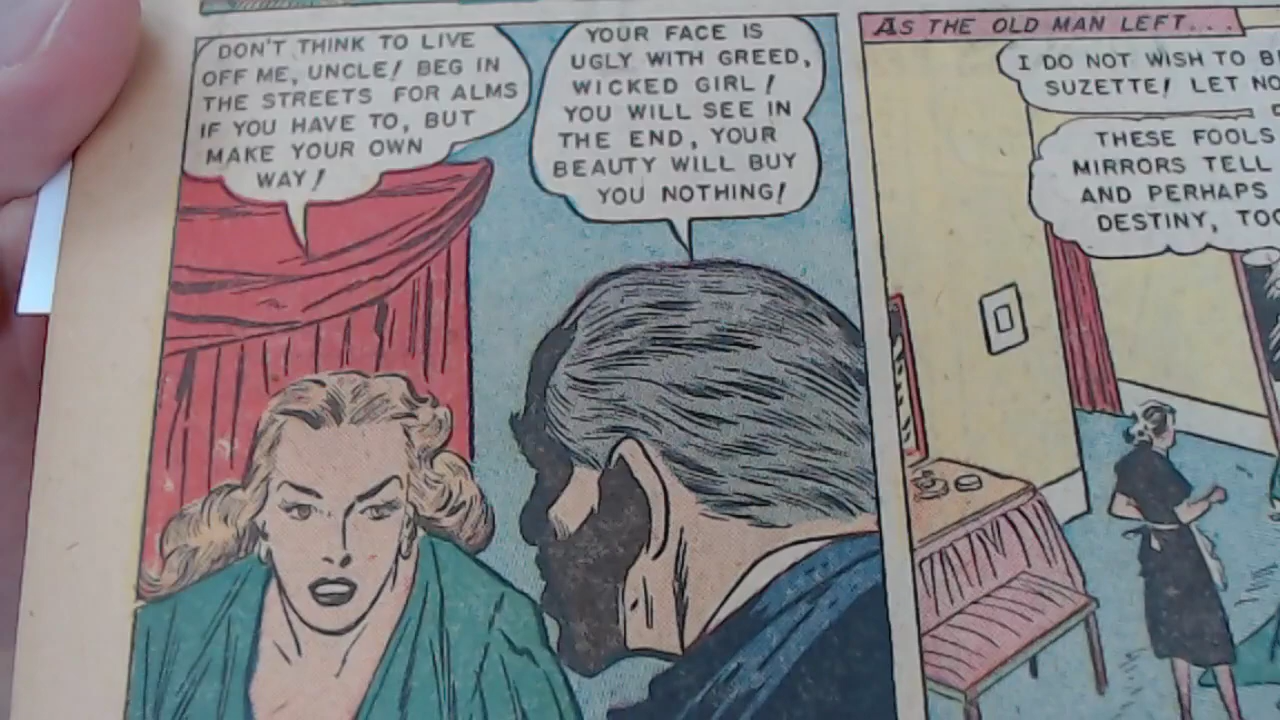 DON'T THINK TO LIVE
OFF ME, UNCLE! BEG IN
THE STREETS FOR ALMS
IF YOU HAVE TO, BUT
MAKE YOUR OWN
WAY!
YOUR FACE IS
UGLY WITH GREED,
WICKED GIRL!
YOU WILL SEE IN
THE END, YOUR
BEAUTY WILL BUY
YOU NOTHING!
AS THE OLD MAN LEFT...
I DO NOT WISH TO
SUZETTE! LET
THESE FOOLS
MIRRORS TELL
AND PERHAPS
DESTINY,